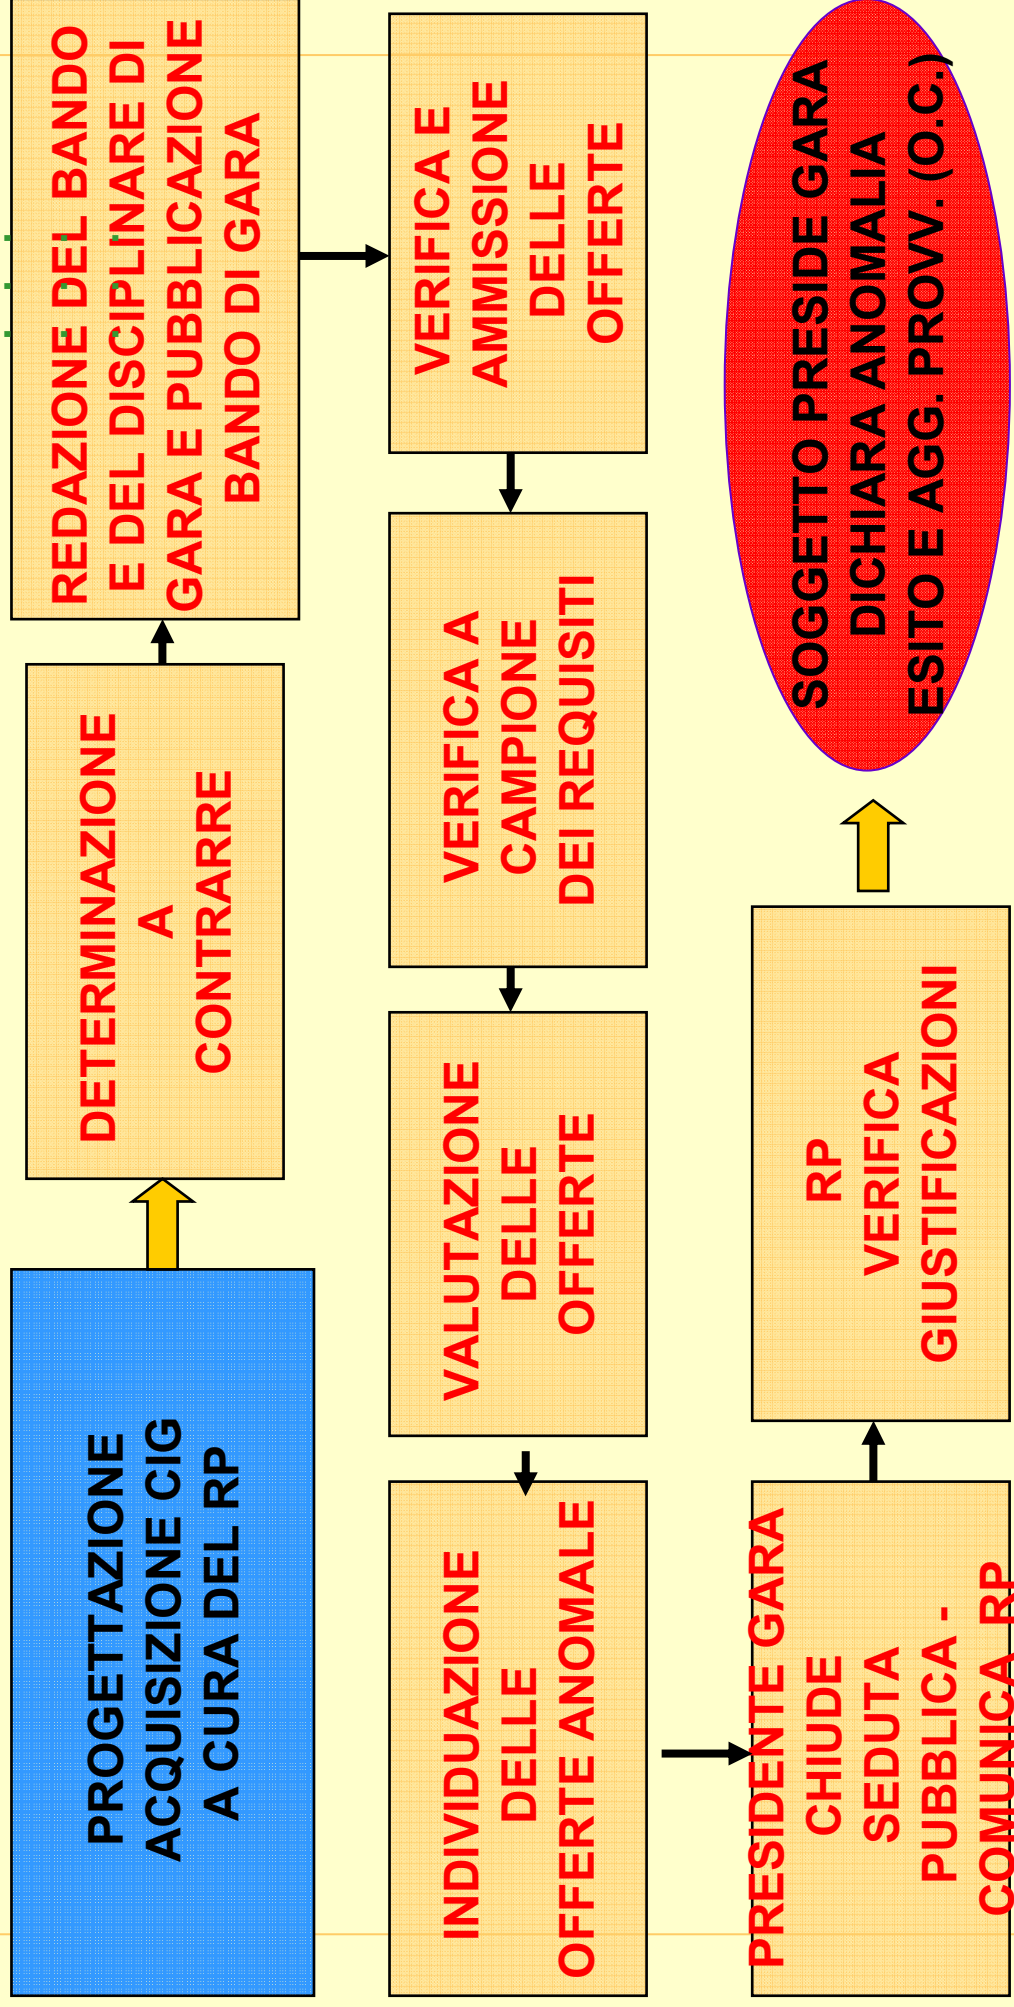 PROGETTAZIONE
ACQUISIZIONE CIG
A CURA DEL RP
DETERMINAZIONE
A
CONTRARRE
REDAZIONE DEL BANDO
E DEL DISCIPLINARE DI
GARA E PUBBLICAZIONE
BANDO DI GARA
VERIFICA E
AMMISSIONE
DELLE
OFFERTE
VERIFICA A
CAMPIONE
DEI REQUISITI
VALUTAZIONE
DELLE
OFFERTE
INDIVIDUAZIONE
DELLE
OFFERTE ANOMALE
PRESIDENTE GARA
CHIUDE
SEDUTA
PUBBLICA -
COMUNICA RP
RP
VERIFICA
GIUSTIFICAZIONI
SOGGETTO PRESIDE GARA
DICHIARA ANOMALIA
ESITO E AGG. PROVV. (O.C.)